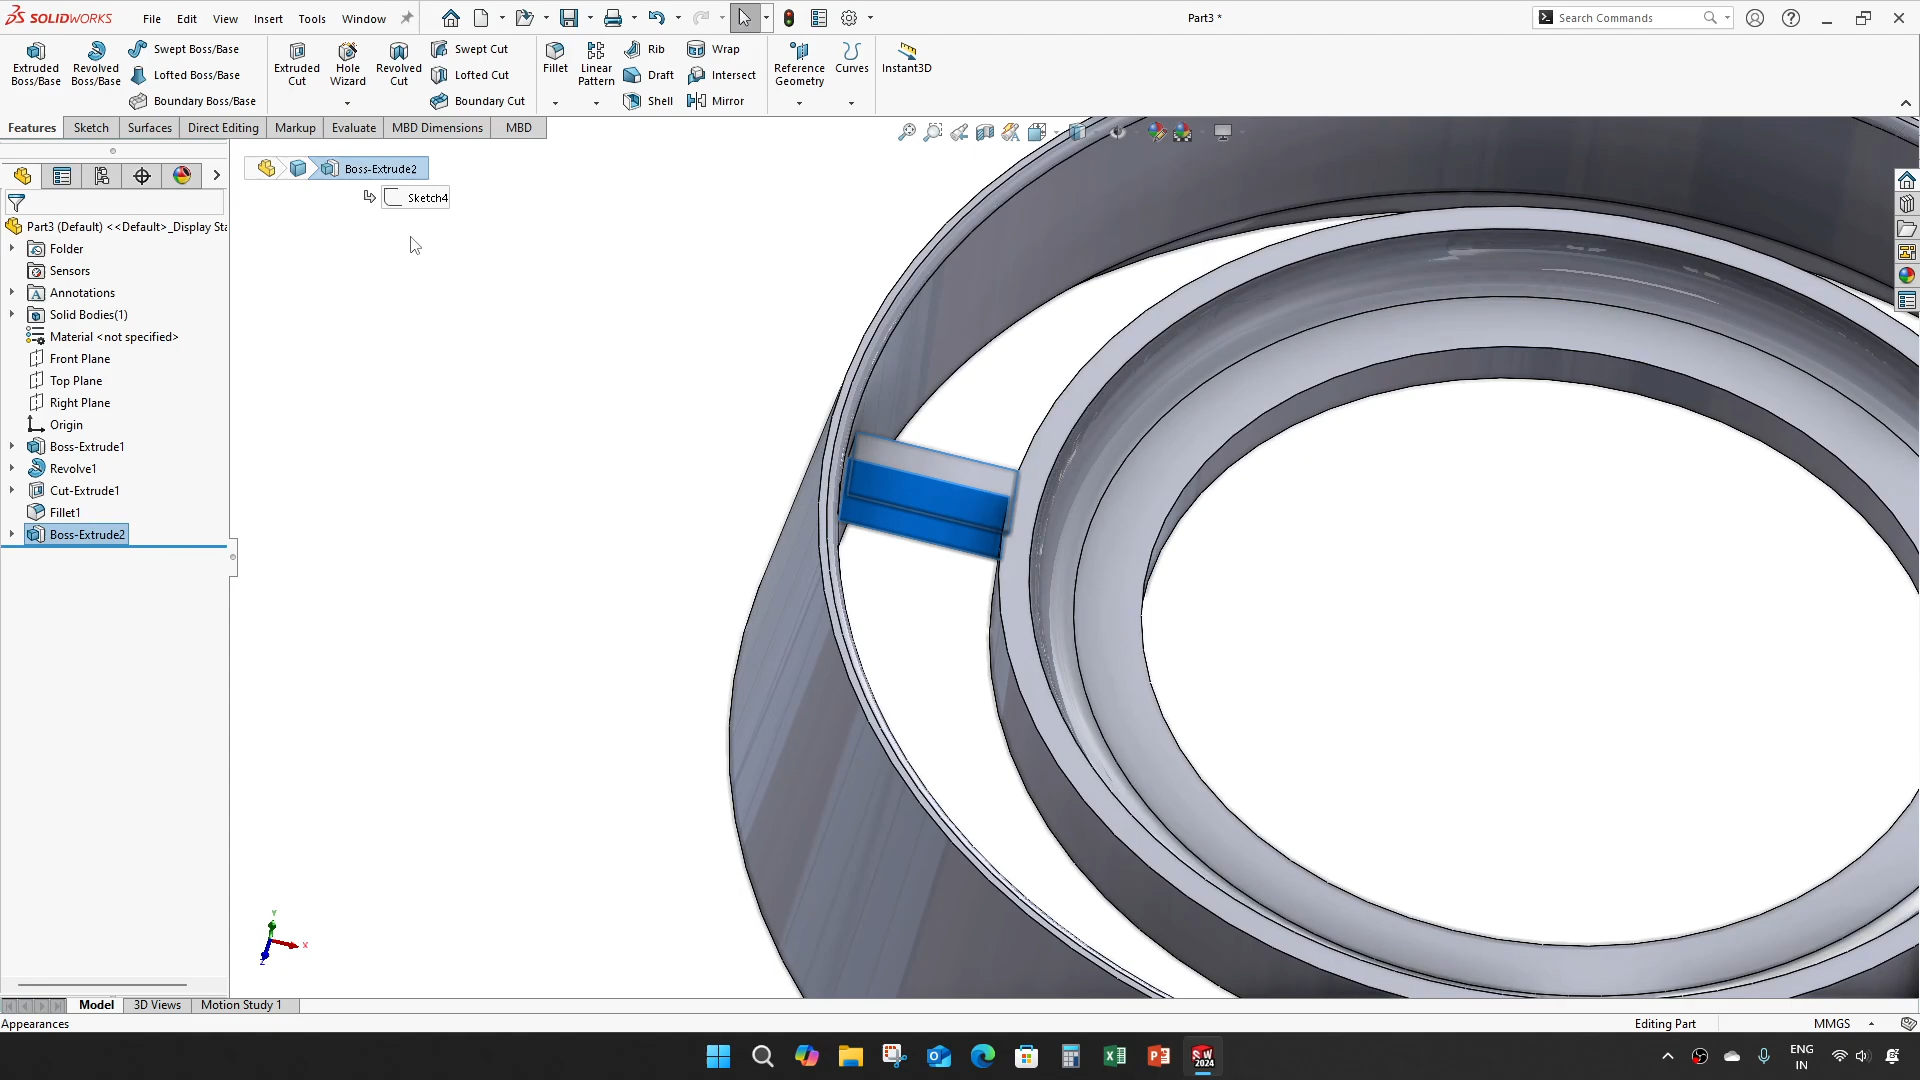 SOLIDWORKS File Edit View Insert Tools Window Part3 * Search Commands
Extruded Boss/Base
Revolved Boss/Base
Swept Boss/Base
Lofted Boss/Base
Boundary Boss/Base
Extruded Cut
Hole Wizard
Revolved Cut
Swept Cut
Lofted Cut
Boundary Cut
Fillet
Linear Pattern
Rib
Draft
Shell
Wrap
Intersect
Mirror
Reference Geometry
Curves
Instant3D
Features Sketch Surfaces Direct Editing Markup Evaluate MBD Dimensions MBD
Boss-Extrude2
Sketch4
Part3 (Default) <<Default>_Display Sta
Folder
Sensors
Annotations
Solid Bodies(1)
Material <not specified>
Front Plane
Top Plane
Right Plane
Origin
Boss-Extrude1
Revolve1
Cut-Extrude1
Fillet1
Boss-Extrude2
Y
X
Z
Model 3D Views Motion Study 1
Appearances Editing Part MMGS
ENG
IN
SW
2024